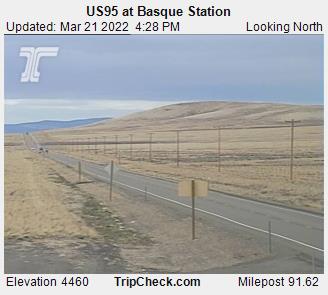 US95 at Basque Station
Updated: Mar 21 2022 4:28 PM Looking North
Elevation 4460 TripCheck.com Milepost 91.62